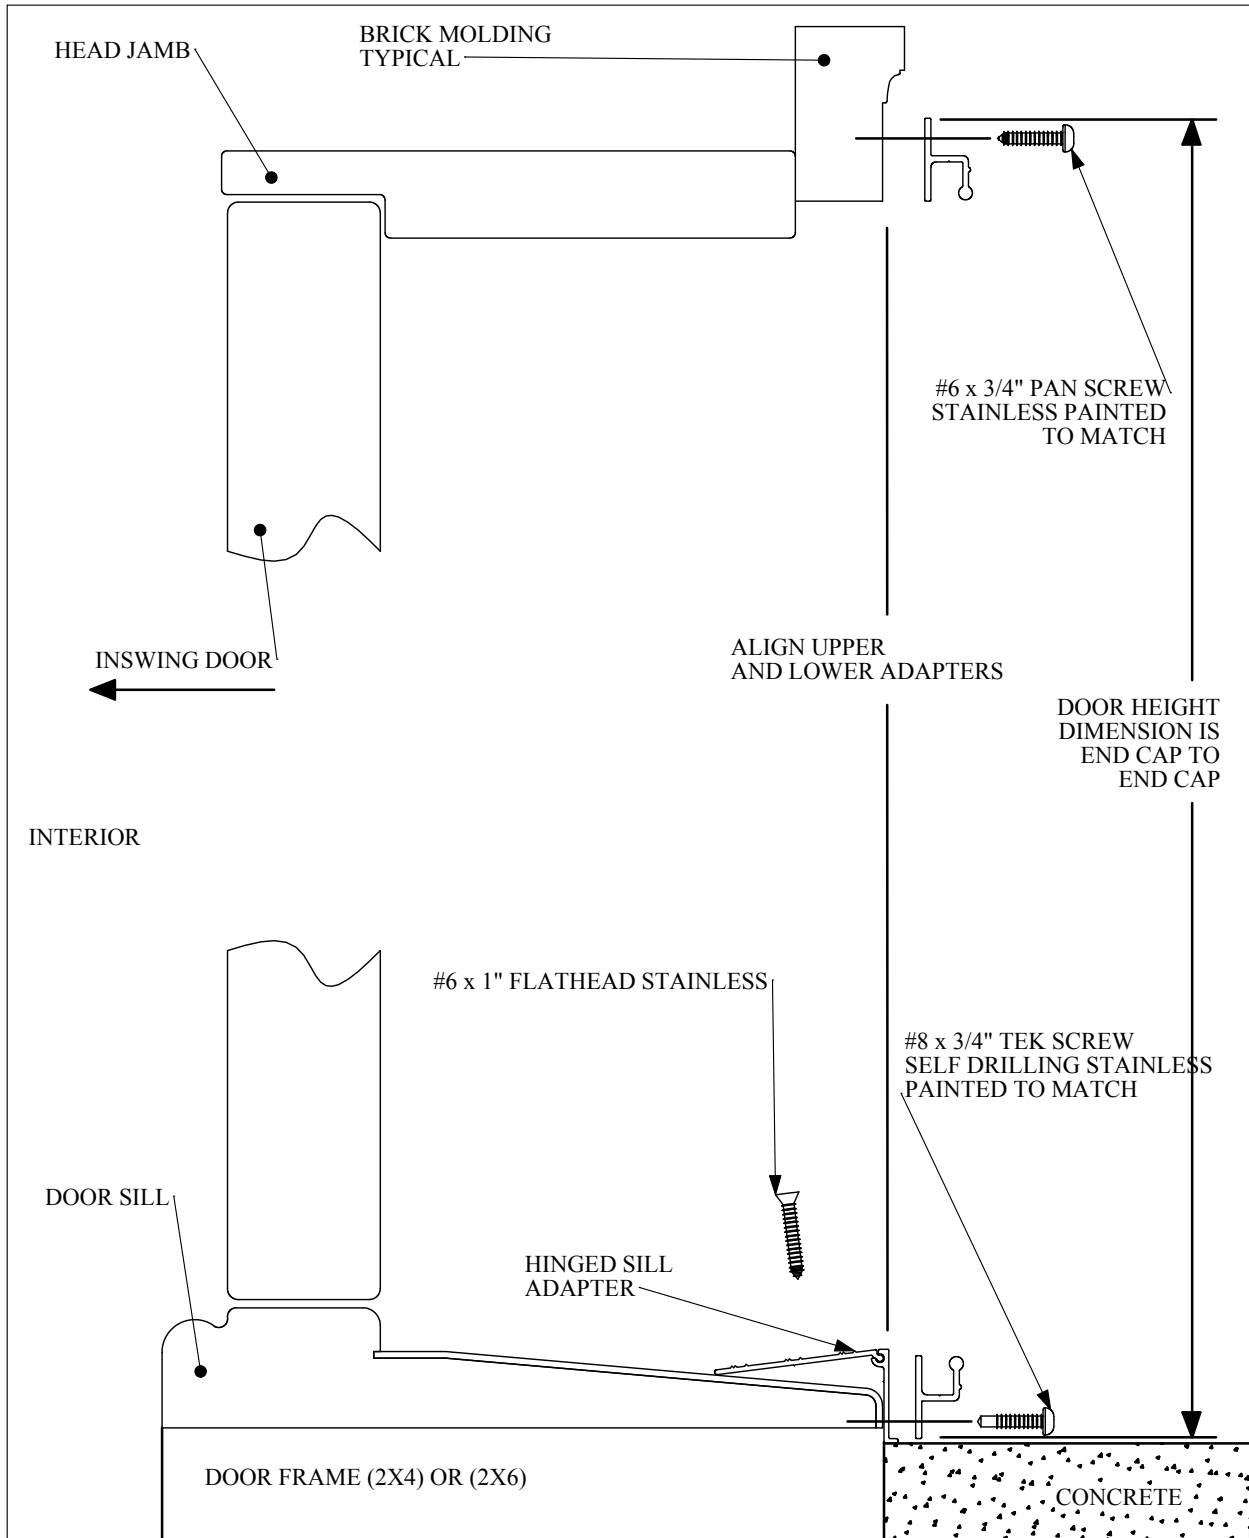 HEAD JAMB
BRICK MOLDING
TYPICAL
#6 x 3/4" PAN SCREW
STAINLESS PAINTED
TO MATCH
INSWING DOOR
ALIGN UPPER
AND LOWER ADAPTERS
DOOR HEIGHT
DIMENSION IS
END CAP TO
END CAP
INTERIOR
#6 x 1" FLATHEAD STAINLESS
#8 x 3/4" TEK SCREW
SELF DRILLING STAINLESS
PAINTED TO MATCH
DOOR SILL
HINGED SILL
ADAPTER
DOOR FRAME (2X4) OR (2X6)
CONCRETE